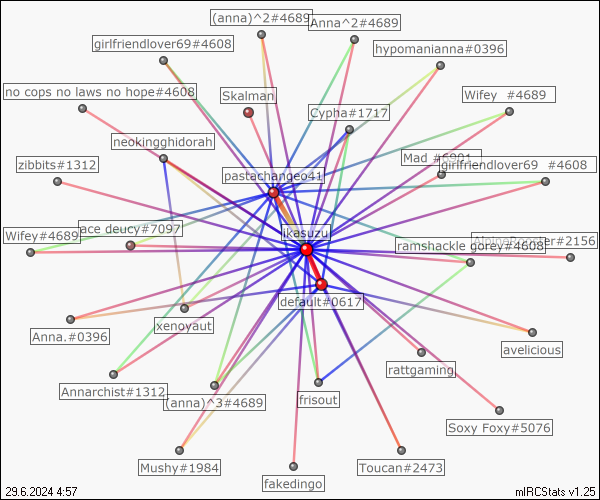 (anna)^2#4689
Anna^2#4689
girlfriendlover69#4608
hypomanianna#0396
no cops no laws no hope#4608
Skalman
Wifey #4689
Cypha#1717
neokingghidorah
Mad
girlfriendlover69 #4608
zibbits#1312
pastachangeo41
ikasuzu
Wifey#4689
ace deucy#7097
ramshackle gorey#4608
#2156
default#0617
xenoyaut
Anna.#0396
avelicious
rattgaming
Annarchist#1312
(anna)^3#4689
frisout
Soxy Foxy#5076
Mushy#1984
Toucan#2473
fakedingo
29.6.2024 4:57
mIRCStats v1.25